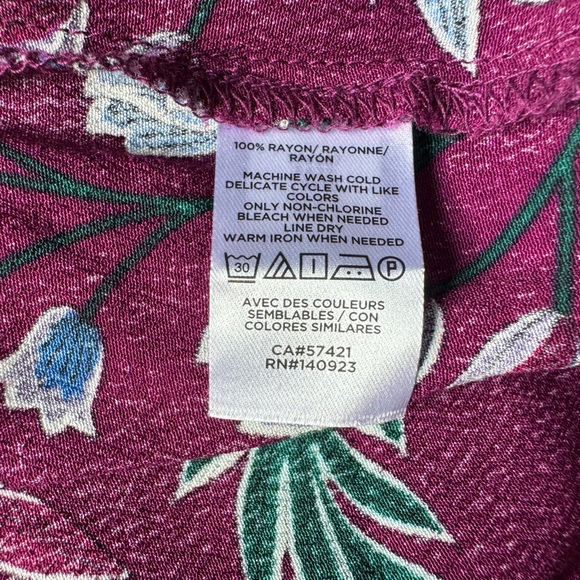 100% RAYON/ RAYONNE/
RAYÓN
MACHINE WASH COLD
DELICATE CYCLE WITH LIKE
COLORS
ONLY NON-CHLORINE
BLEACH WHEN NEEDED
LINE DRY
WARM IRON WHEN NEEDED
30 P
AVEC DES COULEURS
SEMBLABLES / CON
COLORES SIMILARES
CA#57421
RN#140923